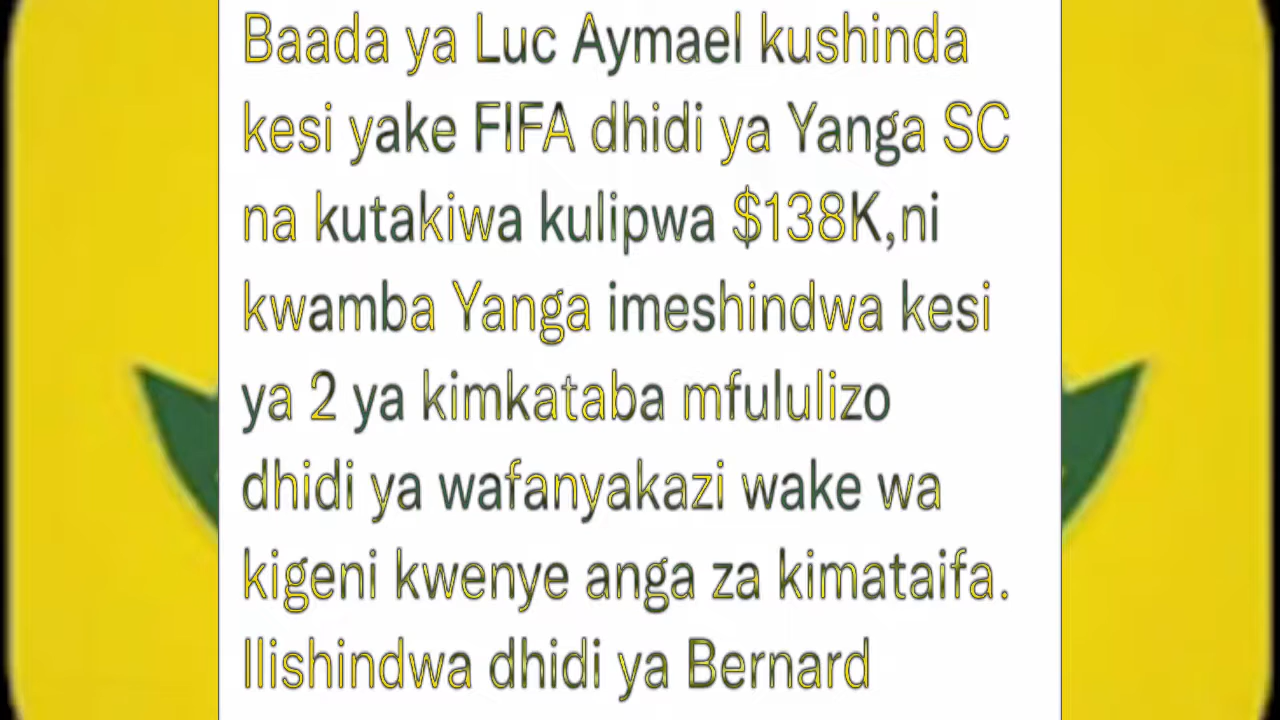 Baada ya Luc Aymael kushinda
kesi yake FIFA dhidi ya Yanga SC
na kutakiwa kulipwa $138K,ni
kwamba Yanga imeshindwa kesi
ya 2 ya kimkataba mfululizo
dhidi ya wafanyakazi wake wa
kigeni kwenye anga za kimataifa.
Ilishindwa dhidi ya Bernard